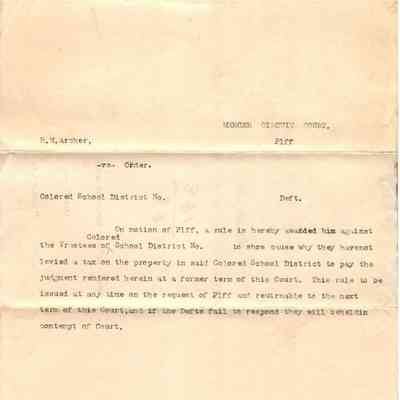 MERCER CIRCUIT COURT,
B.M,Archer, Plff
-vs- Order.
Colored School District No. Deft.
On motion of Plff, a rule is hereby awarded him against
Colored
the Trustees of School District No. to show cause why they havenot
levied a tax on the property in said Colored School District to pay the
judgment rendered herein at a former term of this Court. This rule to be
issued at any time on the request of Plff and returnable to the next
term of this Court,and if the Defts fail to respond they will beheldin
contempt of Court.